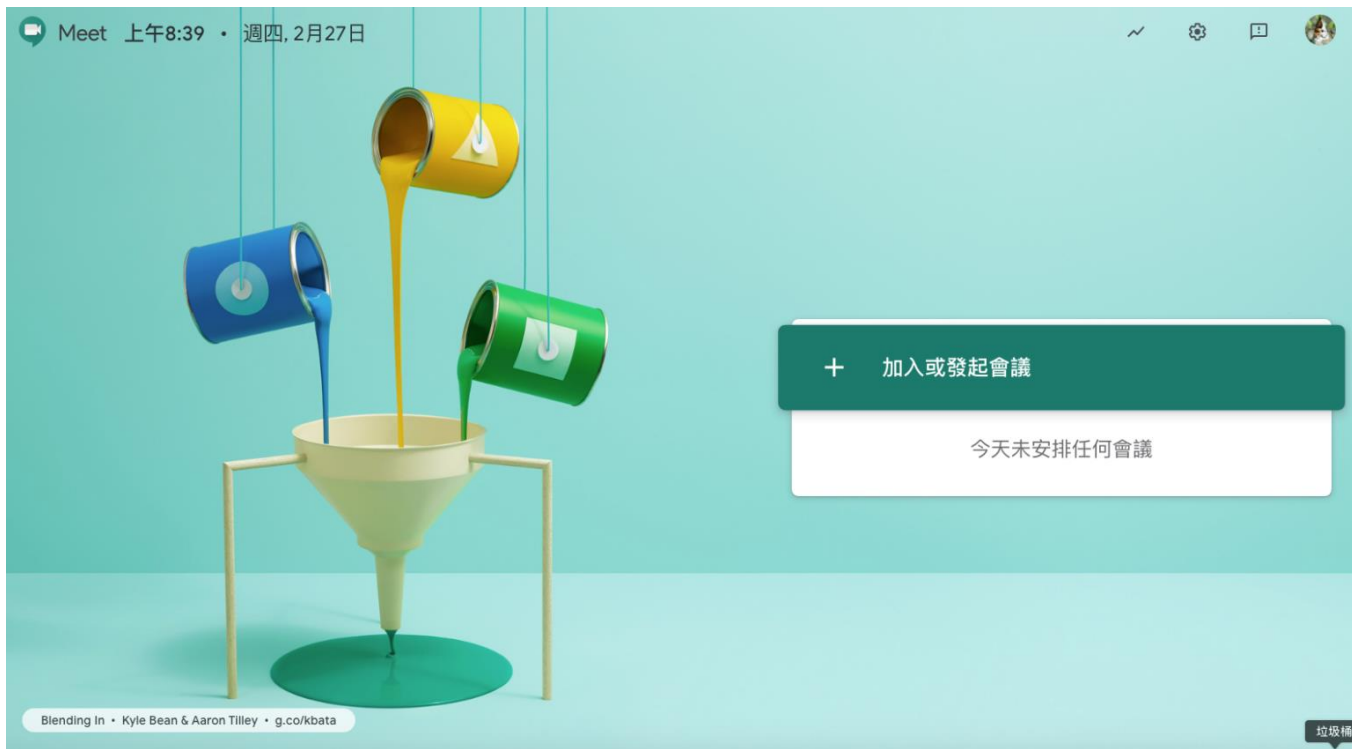 Meet 上午8:39 • 週四, 2月27日
加入或發起會議
今天未安排任何會議
Blending In • Kyle Bean & Aaron Tilley • g.co/kbata
垃圾桶